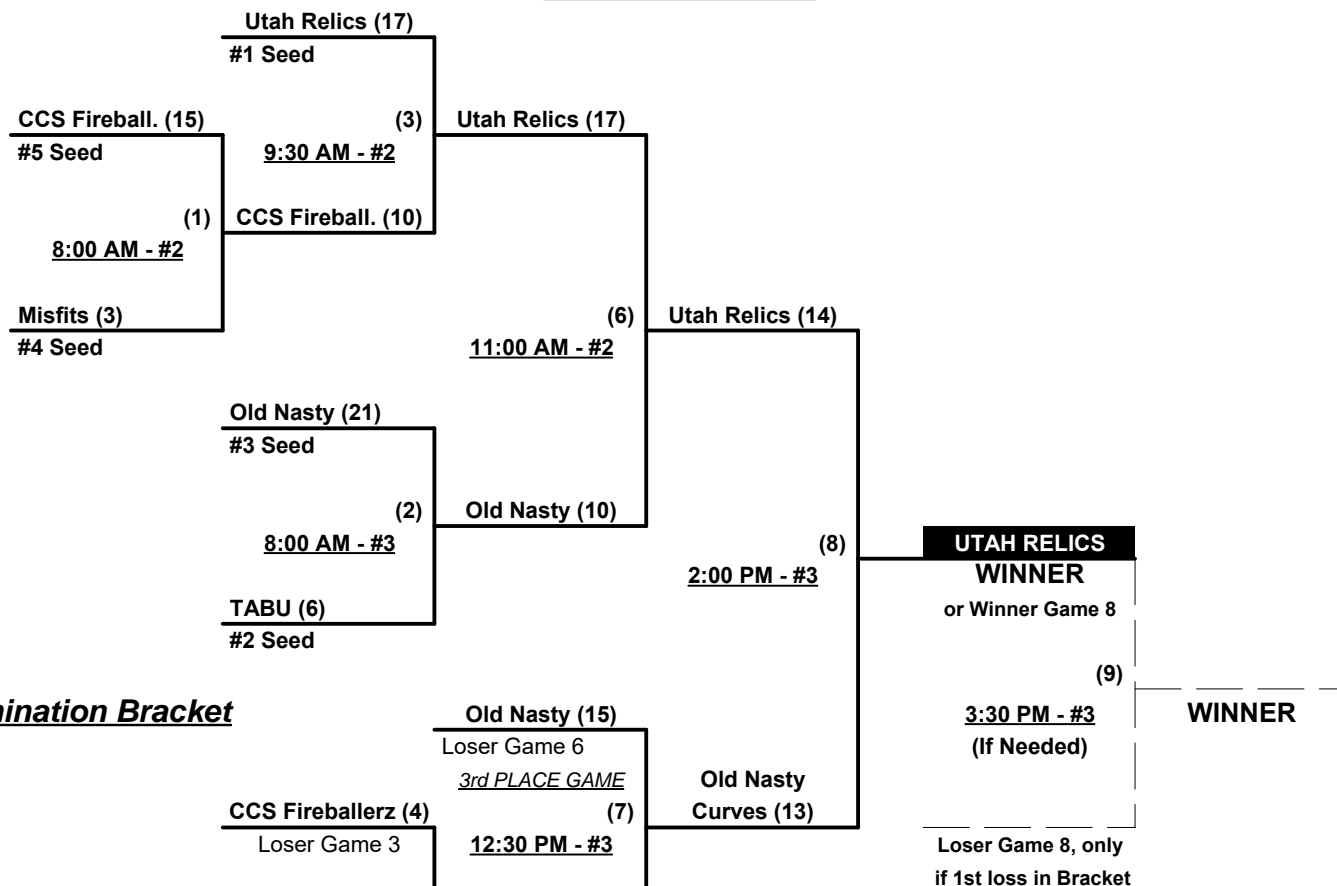 Utah Relics (17)
#1 Seed
CCS Fireball. (15)
#5 Seed
(3)
9:30 AM - #2
Utah Relics (17)
(1)
8:00 AM - #2
CCS Fireball. (10)
Misfits (3)
#4 Seed
(6)
11:00 AM - #2
Utah Relics (14)
Old Nasty (21)
#3 Seed
(2)
8:00 AM - #3
Old Nasty (10)
TABU (6)
#2 Seed
(8)
2:00 PM - #3
UTAH RELICS
WINNER
or Winner Game 8
(9)
3:30 PM - #3
(If Needed)
WINNER
Bracket
Old Nasty (15)
Loser Game 6
3rd PLACE GAME
CCS Fireballerz (4)
Loser Game 3
(7)
12:30 PM - #3
Old Nasty
Curves (13)
Loser Game 8, only
if 1st loss in Bracket